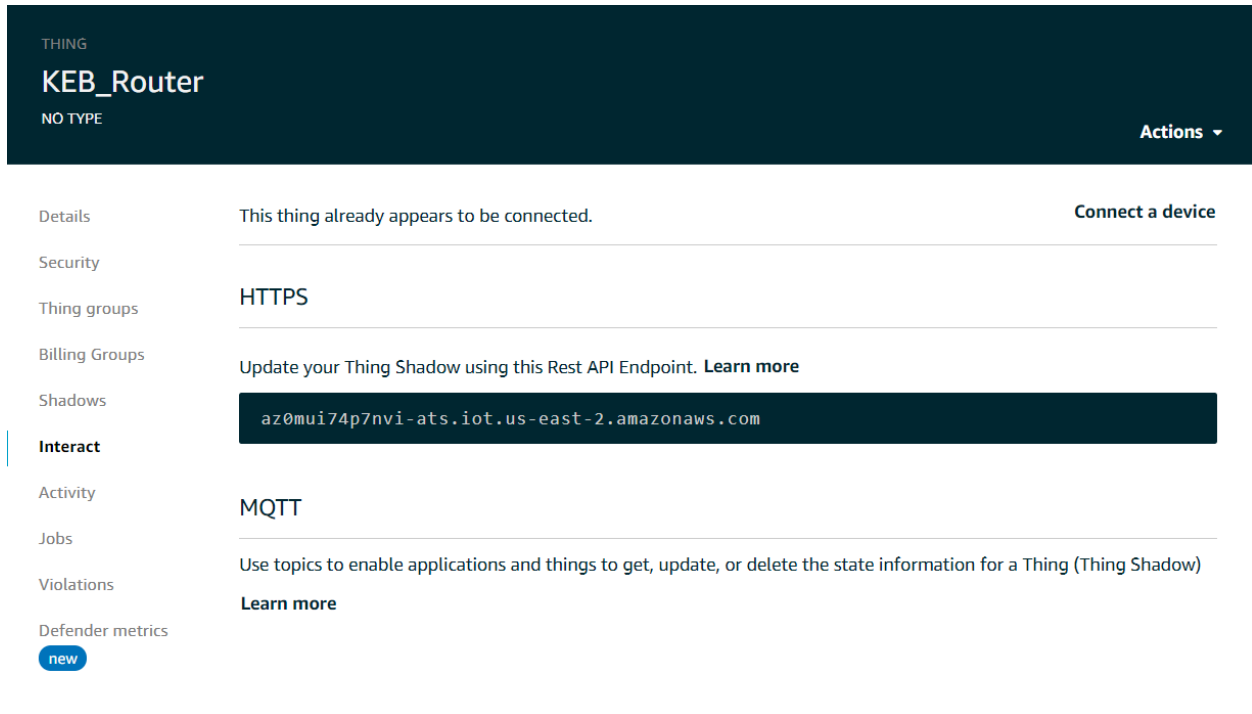 THING
KEB_Router
NO TYPE
Actions
Details
Security
Thing groups
Billing Groups
Shadows
Interact
Activity
Jobs
Violations
Defender metrics
new
This thing already appears to be connected.
Connect a device
HTTPS
Update your Thing Shadow using this Rest API Endpoint. Learn more
az0mui74p7nvi-ats.iot.us-east-2.amazonaws.com
MQTT
Use topics to enable applications and things to get, update, or delete the state information for a Thing (Thing Shadow)
Learn more